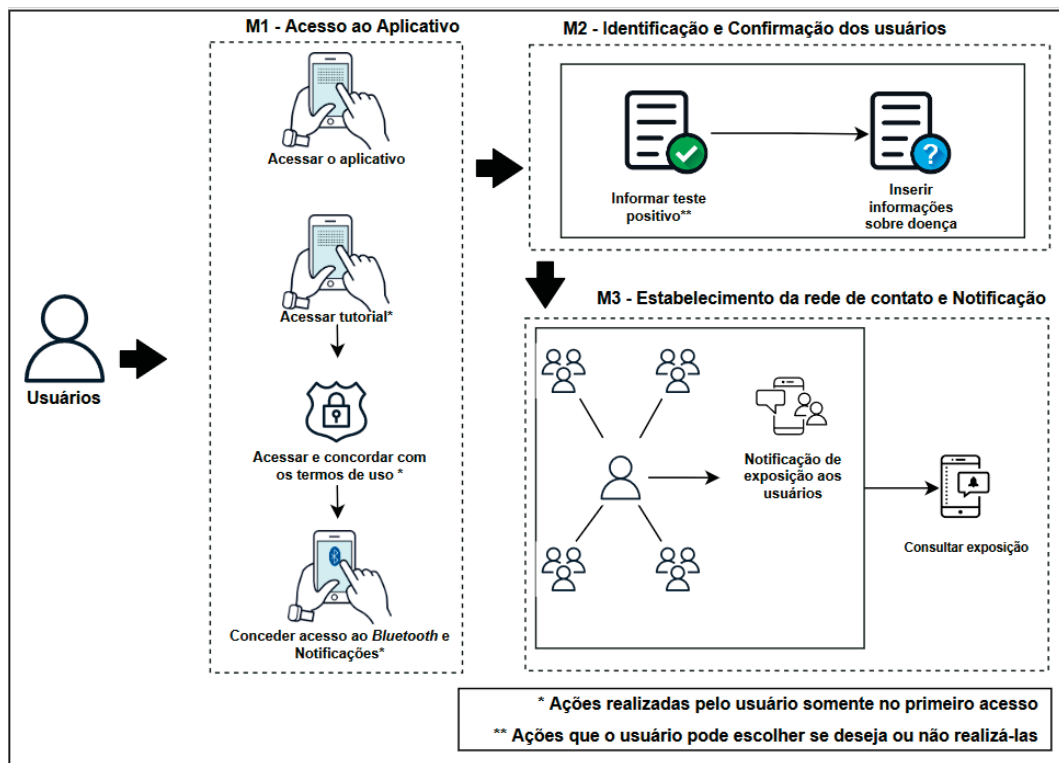 M1 - Acesso ao Aplicativo
Acessar o aplicativo
Acessar tutorial*
Acessar e concordar com
os termos de uso *
Conceder acesso ao Bluetooth e
Notificações*
Usuários
M2 - Identificação e Confirmação dos usuários
Informar teste
positivo**
?
Inserir
informações
sobre doença
M3 - Estabelecimento da rede de contato e Notificação
Notificação de
exposição aos
usuários
Consultar exposição
* Ações realizadas pelo usuário somente no primeiro acesso
** Ações que o usuário pode escolher se deseja ou não realizá-las